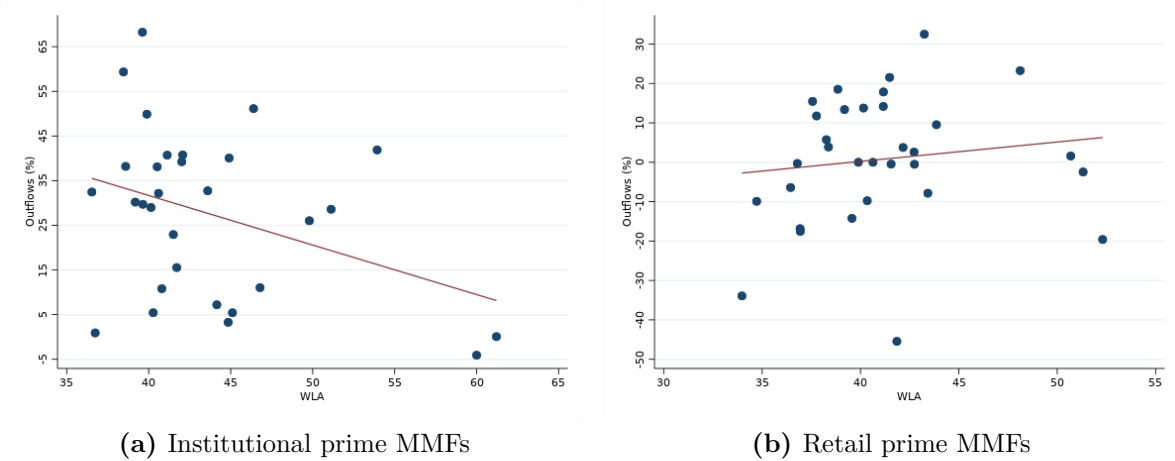 Outflows (%)
65
55
45
35
25
15
5
-5
35 40 45 50 55 60 65
WLA
(a) Institutional prime MMFs
Outflows (%)
30
20
10
0
-10
-20
-30
-40
-50
30 35 40 45 50 55
WLA
(b) Retail prime MMFs